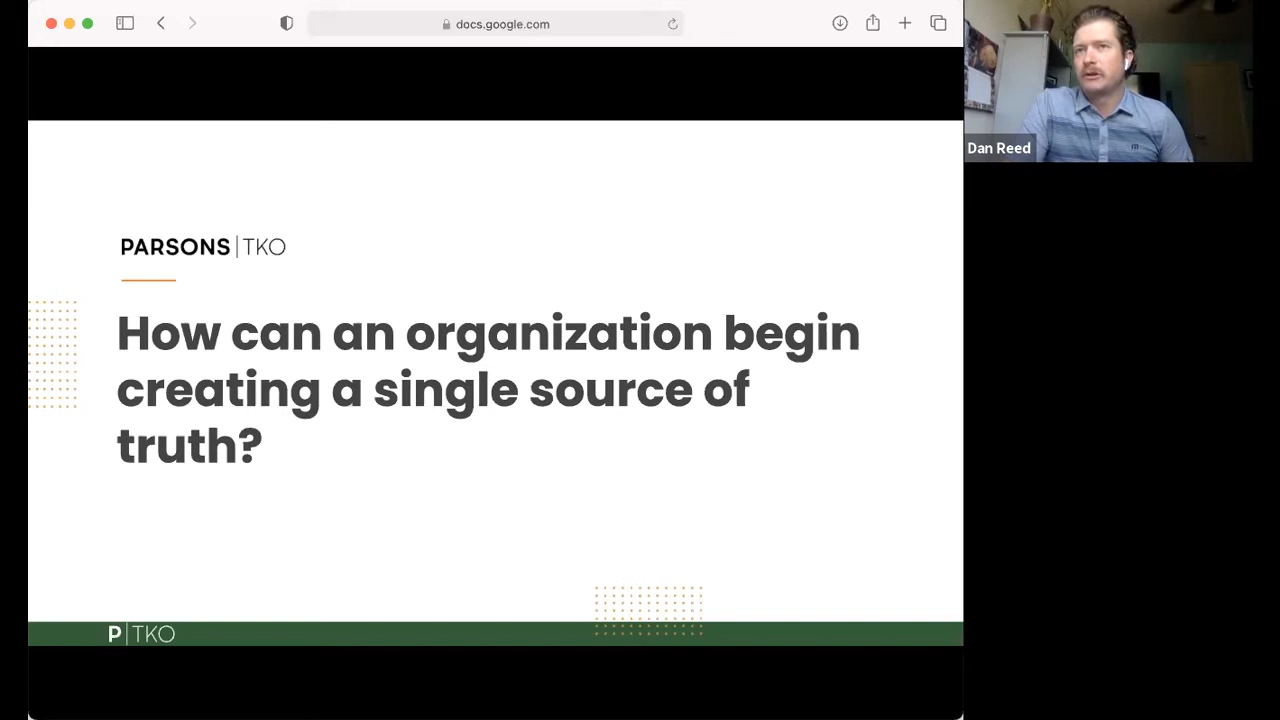 docs.google.com
Dan Reed
PARSONS|TKO
How can an organization begin
creating a single source of
truth?
P|TKO